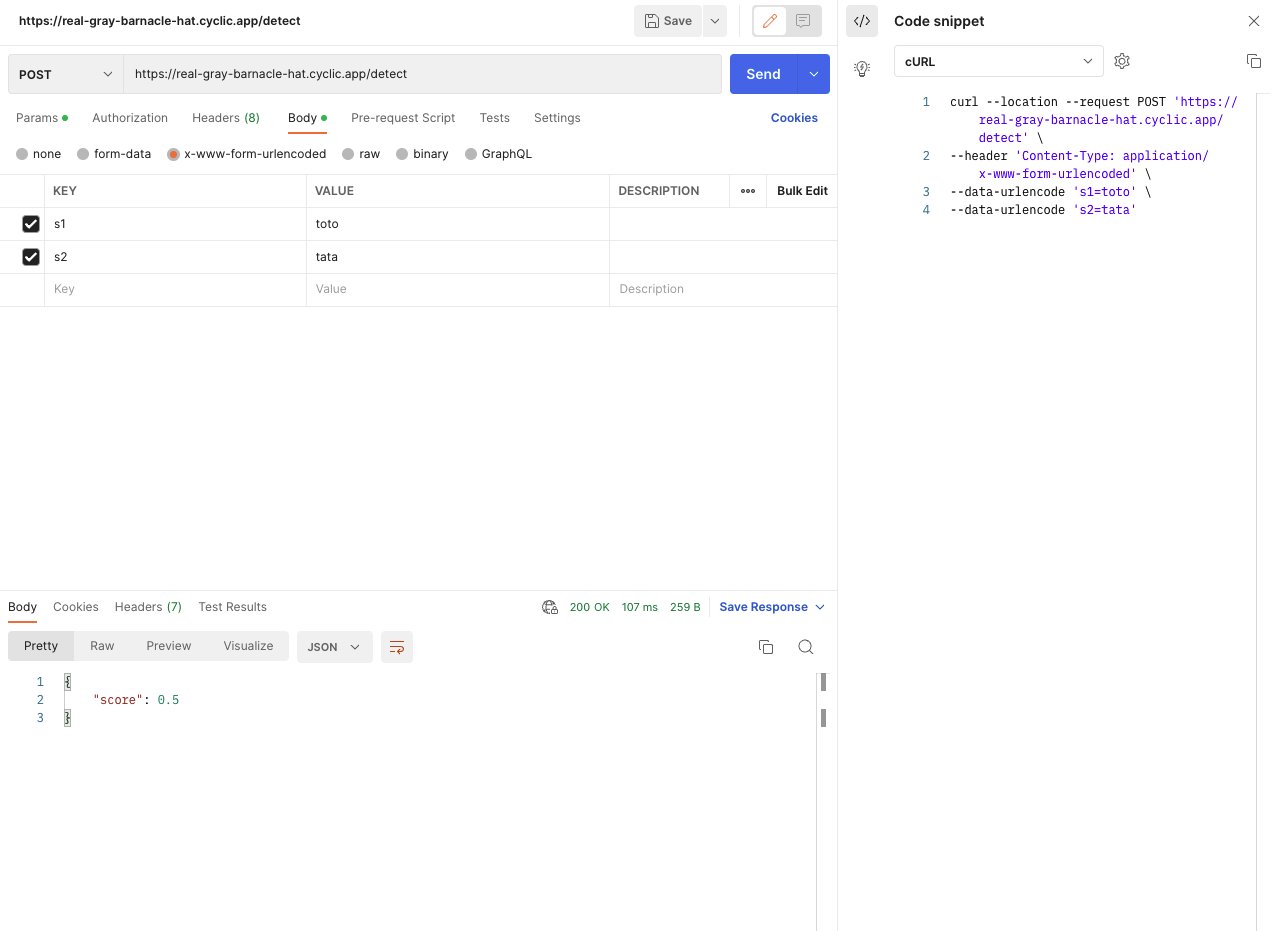 https://real-gray-barnacle-hat.cyclic.app/detect
Save
POST
https://real-gray-barnacle-hat.cyclic.app/detect
Send
Params
Authorization
Headers (8)
Body
Pre-request Script
Tests
Settings
Cookies
none
form-data
x-www-form-urlencoded
raw
binary
GraphQL
KEY
VALUE
DESCRIPTION
Bulk Edit
s1
toto
s2
tata
Key
Value
Description
Body
Cookies
Headers (7)
Test Results
200 OK
107 ms
259 B
Save Response
Pretty
Raw
Preview
Visualize
JSON
1 {
2 "score": 0.5
3 }
</> Code snippet
cURL
1 curl --location --request POST 'https://
real-gray-barnacle-hat.cyclic.app/
detect' \
2 --header 'Content-Type: application/
x-www-form-urlencoded' \
3 --data-urlencode 's1=toto' \
4 --data-urlencode 's2=tata'